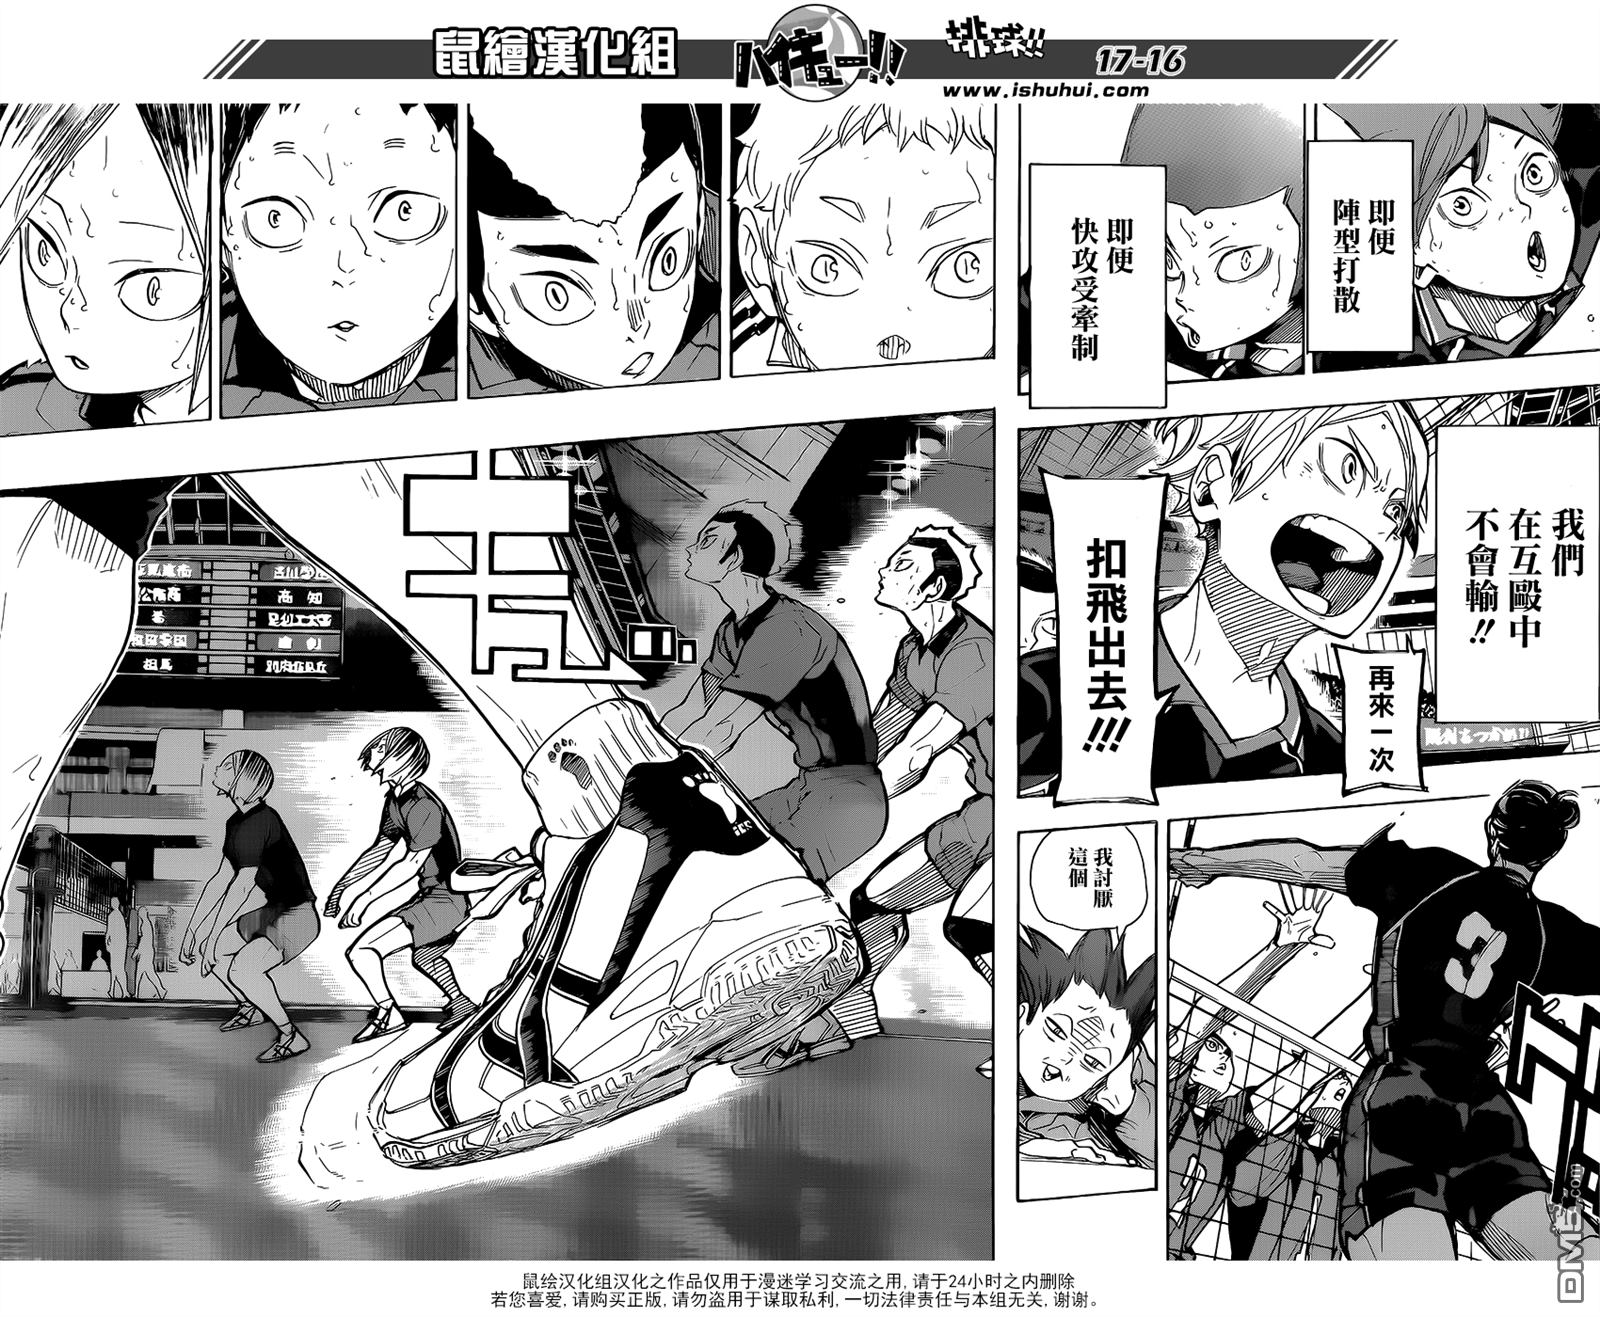 鼠繪漢化組
ハイキュー!!
排球!!
17-16
www.ishuhui.com
即便
陣型打散
即便
快攻受牽制
我們
在互毆中
不會輸!!
再來一次
扣飛出去!!!
我討厭
這個
3
高知
相馬
鼠绘汉化组汉化之作品仅用于漫迷学习交流之用,请于24小时之内删除
若您喜爱,请购买正版,请勿盗用于谋取私利,一切法律责任与本组无关,谢谢。